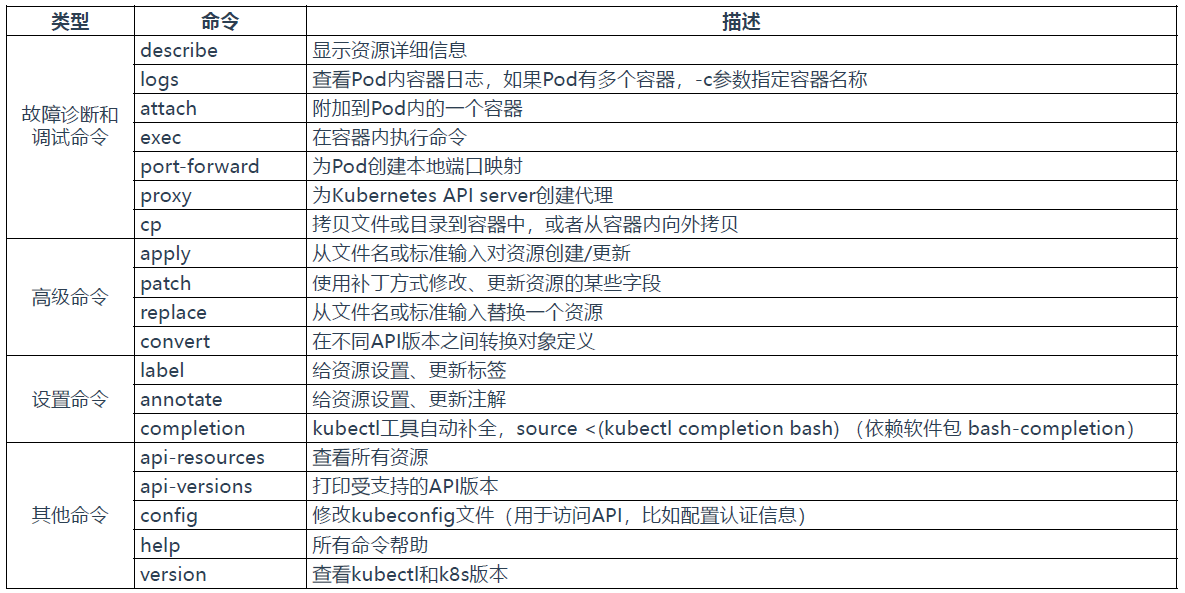 类型 命令 描述
故障诊断和
调试命令
describe 显示资源详细信息
logs 查看Pod内容器日志，如果Pod有多个容器，-c参数指定容器名称
attach 附加到Pod内的一个容器
exec 在容器内执行命令
port-forward 为Pod创建本地端口映射
proxy 为Kubernetes API server创建代理
cp 拷贝文件或目录到容器中，或者从容器内向外拷贝
高级命令
apply 从文件名或标准输入对资源创建/更新
patch 使用补丁方式修改、更新资源的某些字段
replace 从文件名或标准输入替换一个资源
convert 在不同API版本之间转换对象定义
设置命令
label 给资源设置、更新标签
annotate 给资源设置、更新注解
completion kubectl工具自动补全，source <(kubectl completion bash) （依赖软件包 bash-completion）
其他命令
api-resources 查看所有资源
api-versions 打印受支持的API版本
config 修改kubeconfig文件（用于访问API，比如配置认证信息）
help 所有命令帮助
version 查看kubectl和k8s版本